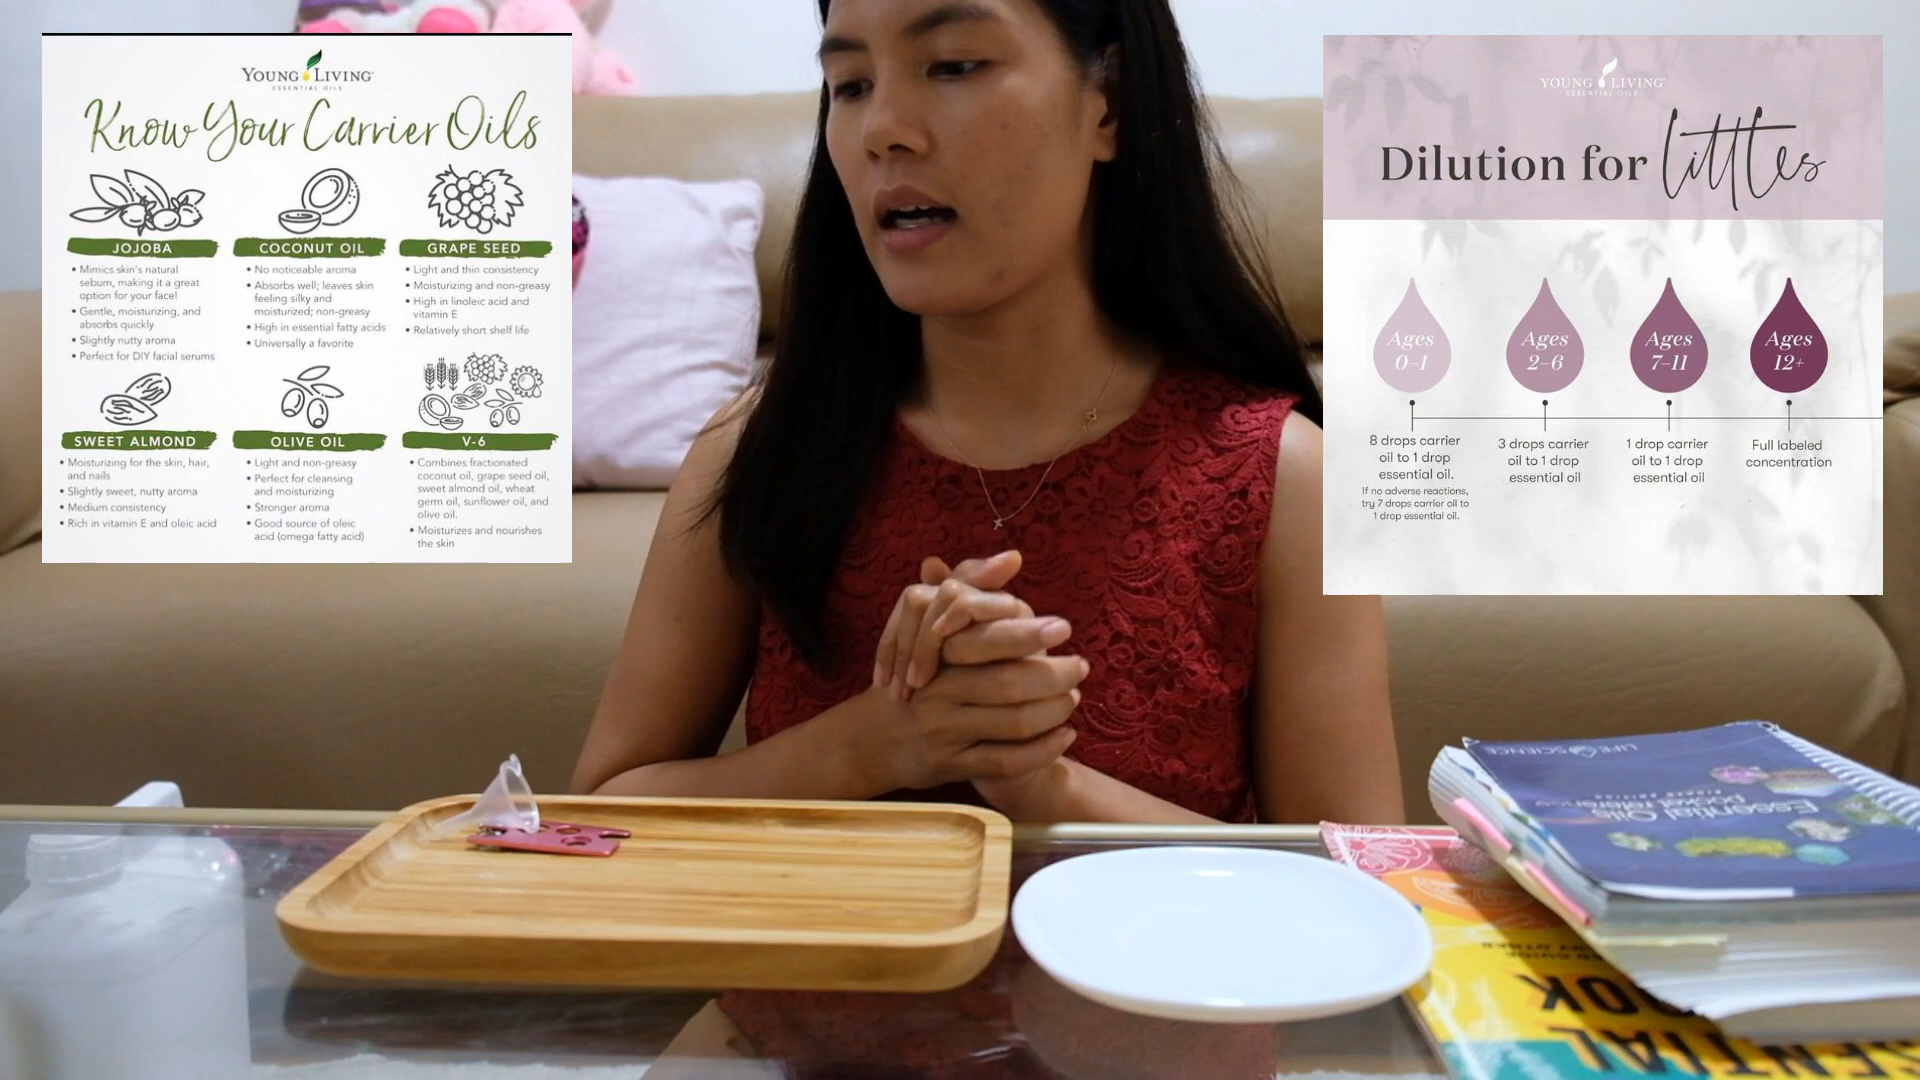 YOUNG LIVING
ESSENTIAL OILS
Know Your Carrier Oils
JOJOBA
• Mimics skin's natural
sebum, making it a great
option for your face!
• Gentle, moisturizing, and
absorbs quickly
• Slightly nutty aroma
• Perfect for DIY facial serums
COCONUT OIL
• No noticeable aroma
• Absorbs well; leaves skin
feeling silky and
moisturized; non-greasy
• High in essential fatty acids
• Universally a favorite
GRAPE SEED
• Light and thin consistency
• Moisturizing and non-greasy
• High in linoleic acid and
vitamin E
• Relatively short shelf life
SWEET ALMOND
• Moisturizing for the skin, hair,
and nails
• Slightly sweet, nutty aroma
• Medium consistency
• Rich in vitamin E and oleic acid
OLIVE OIL
• Light and non-greasy
• Perfect for cleansing
and moisturizing
• Stronger aroma
• Good source of oleic
acid (omega fatty acid)
V-6
• Combines fractionated
coconut oil, grape seed oil,
sweet almond oil, wheat
germ oil, sunflower oil, and
olive oil.
• Moisturizes and nourishes
the skin
YOUNG LIVING
ESSENTIAL OILS
Dilution for littles
Ages
0-1
8 drops carrier
oil to 1 drop
essential oil.
If no adverse reactions,
try 7 drops carrier oil to
1 drop essential oil.
Ages
2-6
3 drops carrier
oil to 1 drop
essential oil
Ages
7-11
1 drop carrier
oil to 1 drop
essential oil
Ages
12+
Full labeled
concentration
LIFE SCIENCE
Essential Oils
pocket reference